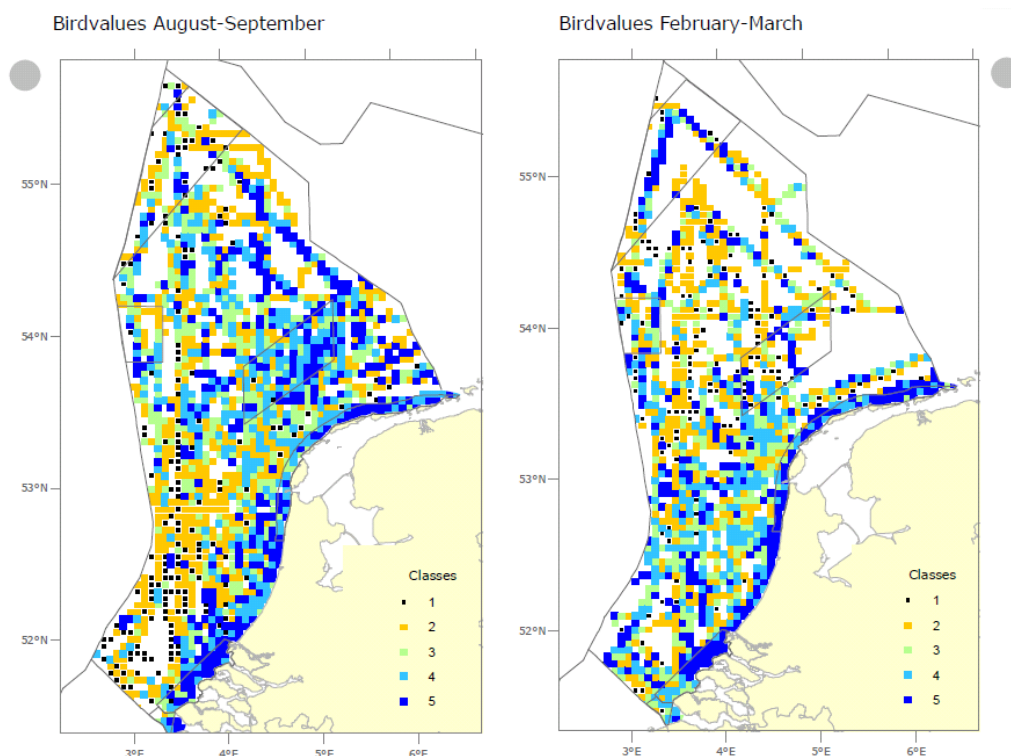 Birdvalues August-September
Birdvalues February-March
55°N
54°N
53°N
52°N
3°E
4°E
5°E
6°E
Classes
1
2
3
4
5
55°N
54°N
53°N
52°N
3°E
4°E
5°E
6°E
Classes
1
2
3
4
5